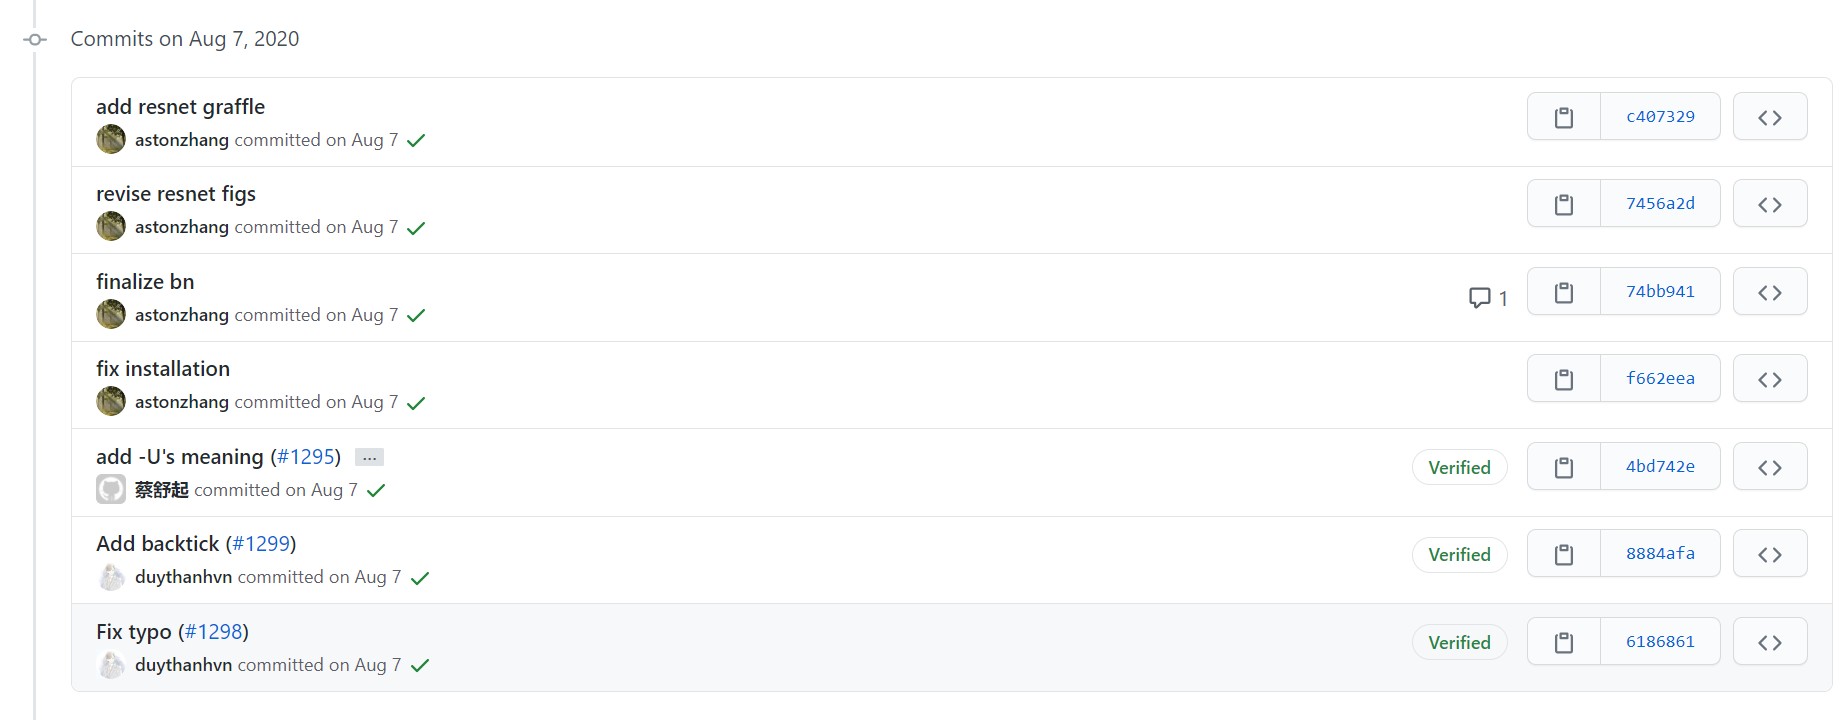 Commits on Aug 7, 2020
add resnet graffle
astonzhang committed on Aug 7
c407329
revise resnet figs
astonzhang committed on Aug 7
7456a2d
finalize bn
astonzhang committed on Aug 7
1
74bb941
fix installation
astonzhang committed on Aug 7
f662eea
add -U's meaning (#1295) ...
蔡舒起 committed on Aug 7
Verified
4bd742e
Add backtick (#1299)
duythanhvn committed on Aug 7
Verified
8884afa
Fix typo (#1298)
duythanhvn committed on Aug 7
Verified
6186861